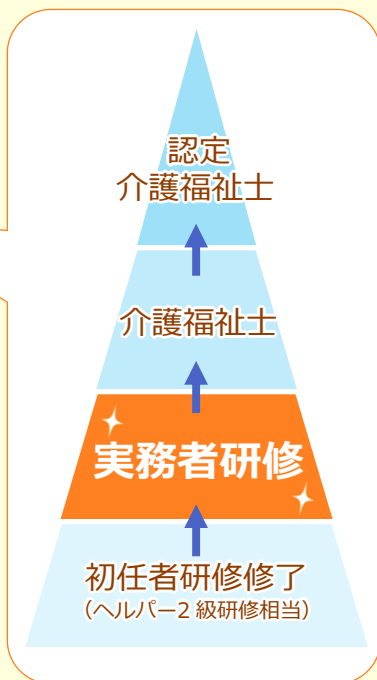 認定
介護福祉士
介護福祉士
実務者研修
初任者研修修了
（ヘルパー2 級研修相当）